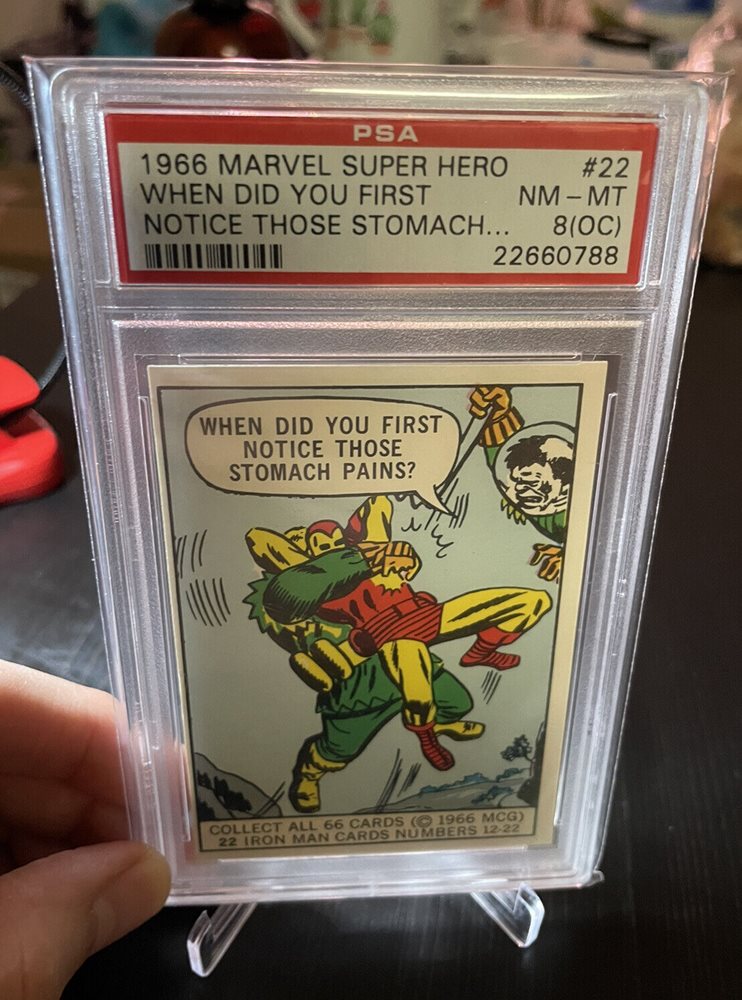 PSA
1966 MARVEL SUPER HERO #22
WHEN DID YOU FIRST NM-MT
NOTICE THOSE STOMACH... 8(OC)
22660788
WHEN DID YOU FIRST
NOTICE THOSE
STOMACH PAINS?
COLLECT ALL 66 CARDS (© 1966 MCG)
22 IRON MAN CARDS NUMBERS 12-22